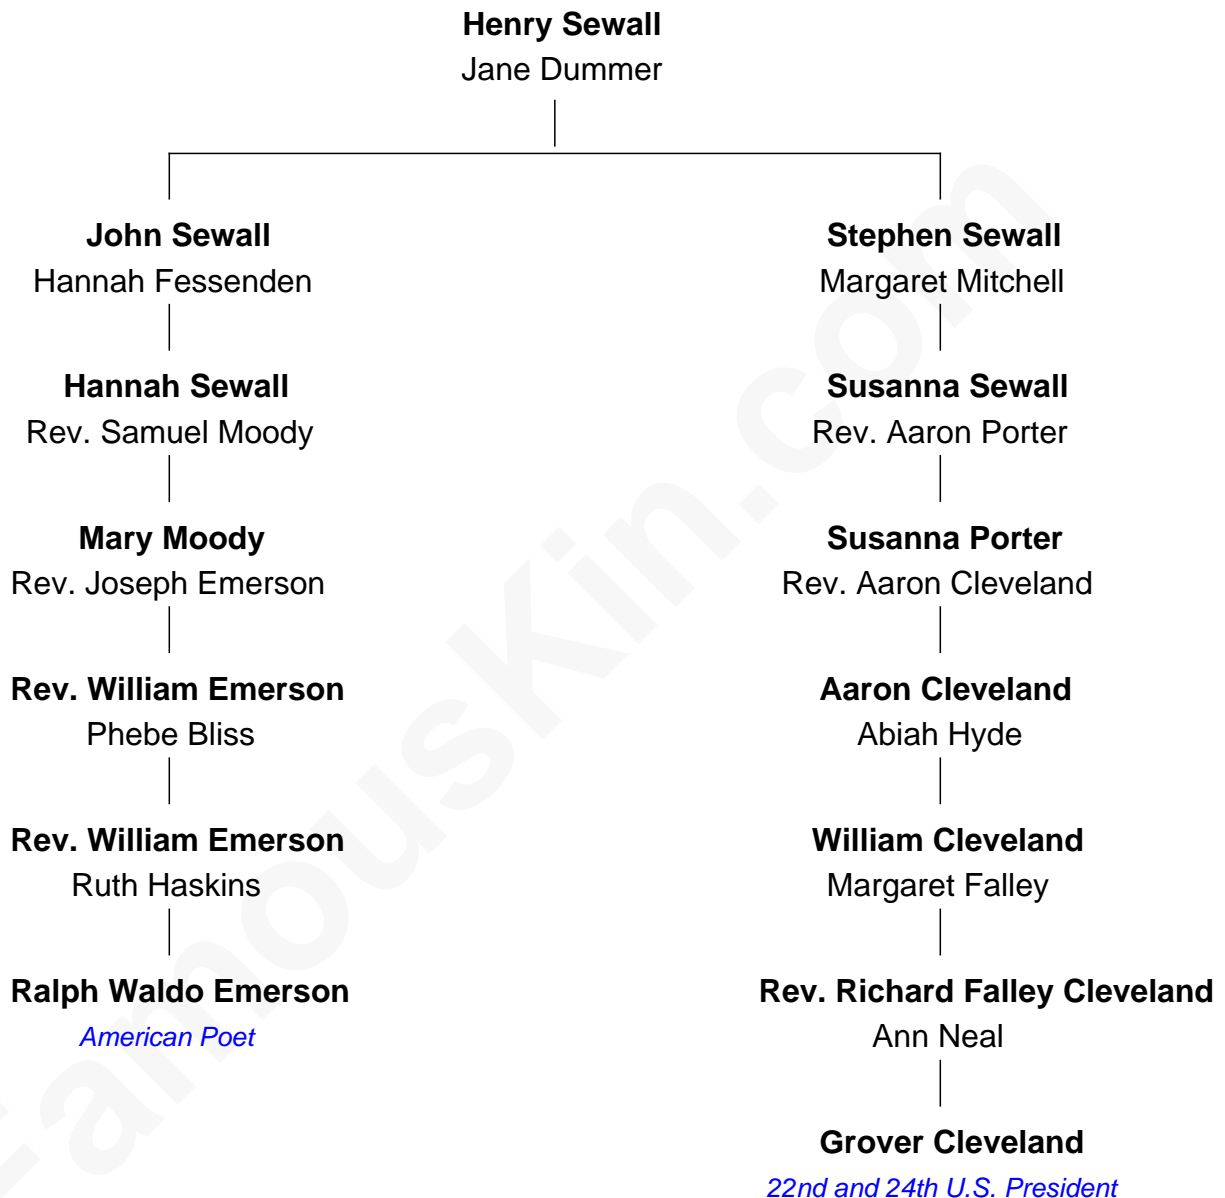 Henry Sewall
Jane Dummer
John Sewall
Hannah Fessenden
Stephen Sewall
Margaret Mitchell
Hannah Sewall
Rev. Samuel Moody
Susanna Sewall
Rev. Aaron Porter
Mary Moody
Rev. Joseph Emerson
Susanna Porter
Rev. Aaron Cleveland
Rev. William Emerson
Phebe Bliss
Aaron Cleveland
Abiah Hyde
Rev. William Emerson
Ruth Haskins
William Cleveland
Margaret Falley
Ralph Waldo Emerson
American Poet
Rev. Richard Falley Cleveland
Ann Neal
Grover Cleveland
22nd and 24th U.S. President
FamousKin.com